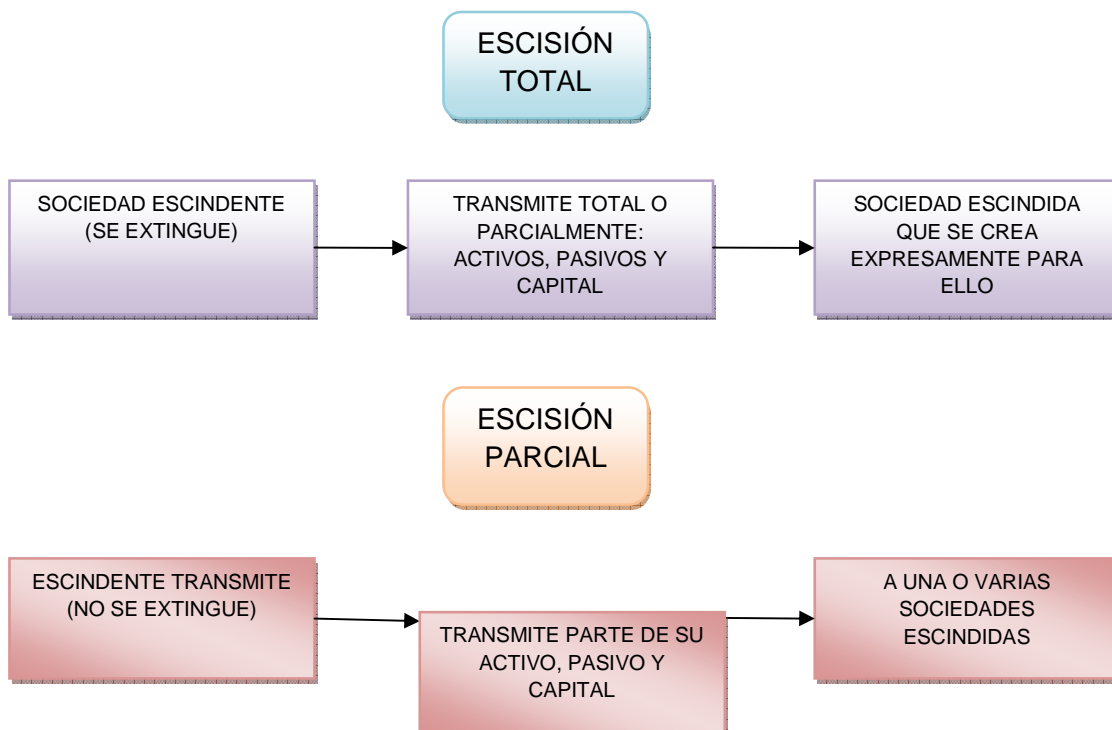 ESCISIÓN
TOTAL
SOCIEDAD ESCINDENTE
(SE EXTINGUE)
TRANSMITE TOTAL O
PARCIALMENTE:
ACTIVOS, PASIVOS Y
CAPITAL
SOCIEDAD ESCINDIDA
QUE SE CREA
EXPRESAMENTE PARA
ELLO
ESCISIÓN
PARCIAL
ESCINDENTE TRANSMITE
(NO SE EXTINGUE)
TRANSMITE PARTE DE SU
ACTIVO, PASIVO Y
CAPITAL
A UNA O VARIAS
SOCIEDADES
ESCINDIDAS